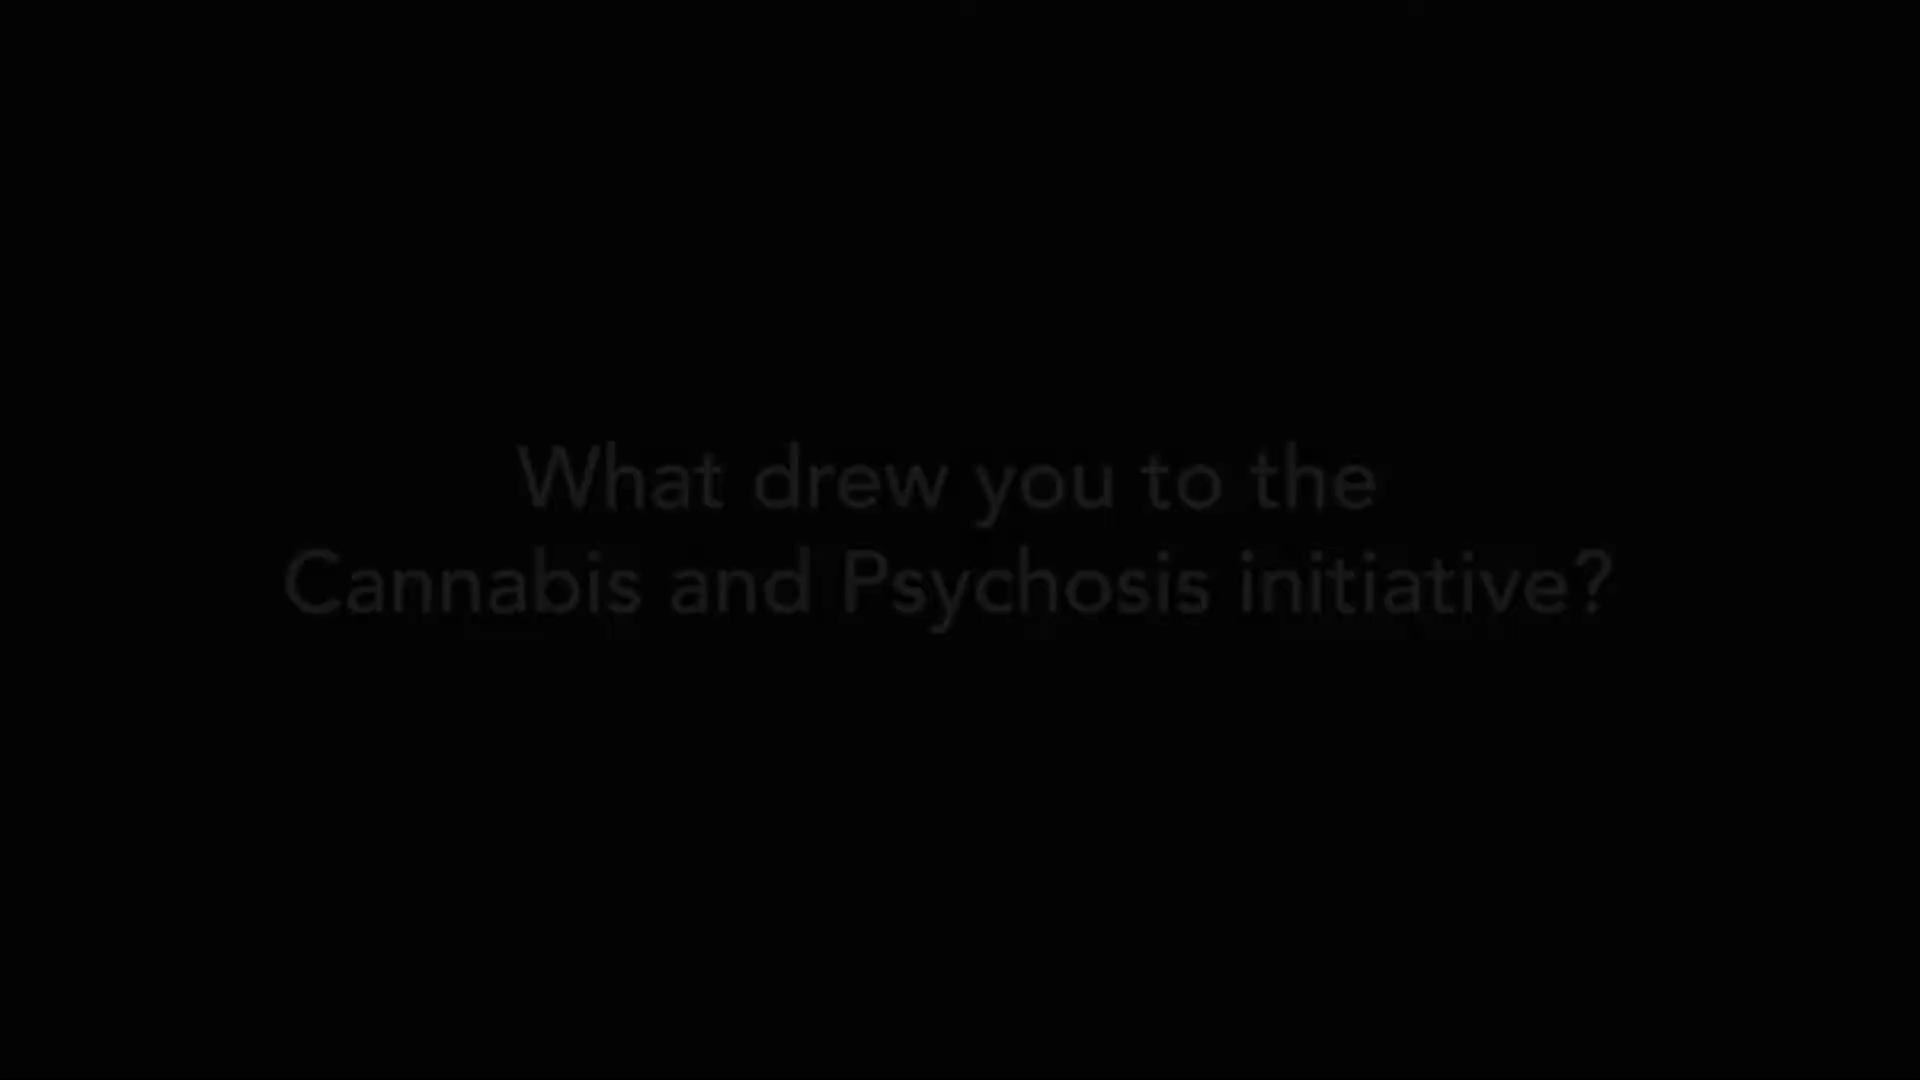 What drew you to the
Cannabis and Psychosis initiative?